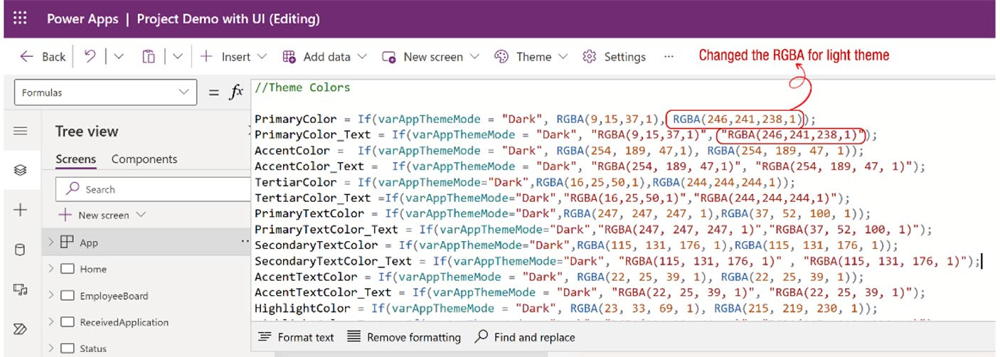 Power Apps | Project Demo with UI (Editing)
Back Insert Add data New screen Theme Settings ... Changed the RGBA for light theme
Formulas = fx //Theme Colors
PrimaryColor = If(varAppThemeMode = "Dark", RGBA(9,15,37,1), RGBA(246,241,238,1));
PrimaryColor_Text = If(varAppThemeMode = "Dark", "RGBA(9,15,37,1)", "RGBA(246,241,238,1)");
AccentColor =  If(varAppThemeMode = "Dark", RGBA(254, 189, 47,1), RGBA(254, 189, 47, 1));
AccentColor_Text =  If(varAppThemeMode = "Dark", "RGBA(254, 189, 47,1)", "RGBA(254, 189, 47, 1)");
TertiarColor = If(varAppThemeMode="Dark",RGBA(16,25,50,1),RGBA(244,244,244,1));
TertiarColor_Text =If(varAppThemeMode="Dark","RGBA(16,25,50,1)","RGBA(244,244,244,1)");
PrimaryTextColor = If(varAppThemeMode="Dark",RGBA(247, 247, 247, 1),RGBA(37, 52, 100, 1));
PrimaryTextColor_Text = If(varAppThemeMode="Dark","RGBA(247, 247, 247, 1)","RGBA(37, 52, 100, 1)");
SecondaryTextColor = If(varAppThemeMode="Dark",RGBA(115, 131, 176, 1),RGBA(115, 131, 176, 1));
SecondaryTextColor_Text = If(varAppThemeMode="Dark", "RGBA(115, 131, 176, 1)" , "RGBA(115, 131, 176, 1)");
AccentTextColor = If(varAppThemeMode = "Dark", RGBA(22, 25, 39, 1), RGBA(22, 25, 39, 1));
AccentTextColor_Text = If(varAppThemeMode = "Dark", "RGBA(22, 25, 39, 1)", "RGBA(22, 25, 39, 1)");
HighlightColor = If(varAppThemeMode = "Dark", RGBA(23, 33, 69, 1), RGBA(215, 219, 230, 1));
Format text Remove formatting Find and replace
Tree view
Screens Components
Search
New screen
App ...
Home
EmployeeBoard
ReceivedApplication
Status